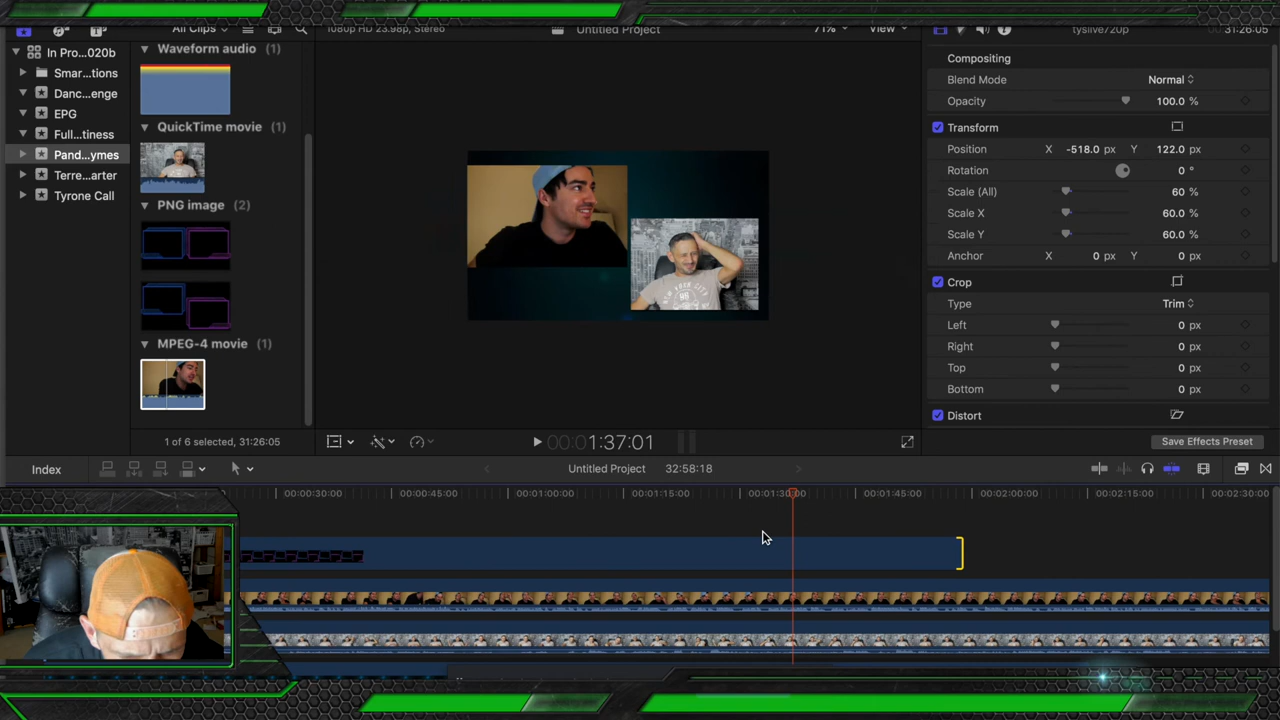 All Clips
1080p HD 23.98p, Stereo
Untitled Project
71%
View
tyslive720p
31:26:05
In Pro...020b
Smar...tions
Danc...enge
EPG
Full...tiness
Pand...ymes
Terre...arter
Tyrone Call
Waveform audio (1)
QuickTime movie (1)
PNG image (2)
MPEG-4 movie (1)
1 of 6 selected, 31:26:05
00:00:01:37:01
Compositing
Blend Mode Normal
Opacity 100.0 %
Transform
Position X -518.0 px Y 122.0 px
Rotation 0 °
Scale (All) 60 %
Scale X 60.0 %
Scale Y 60.0 %
Anchor X 0 px Y 0 px
Crop
Type Trim
Left 0 px
Right 0 px
Top 0 px
Bottom 0 px
Distort
Save Effects Preset
Index
Untitled Project 32:58:18
00:00:30:00 00:00:45:00 00:01:00:00 00:01:15:00 00:01:30:00 00:01:45:00 00:02:00:00 00:02:15:00 00:02:30:00
NEW YORK CITY